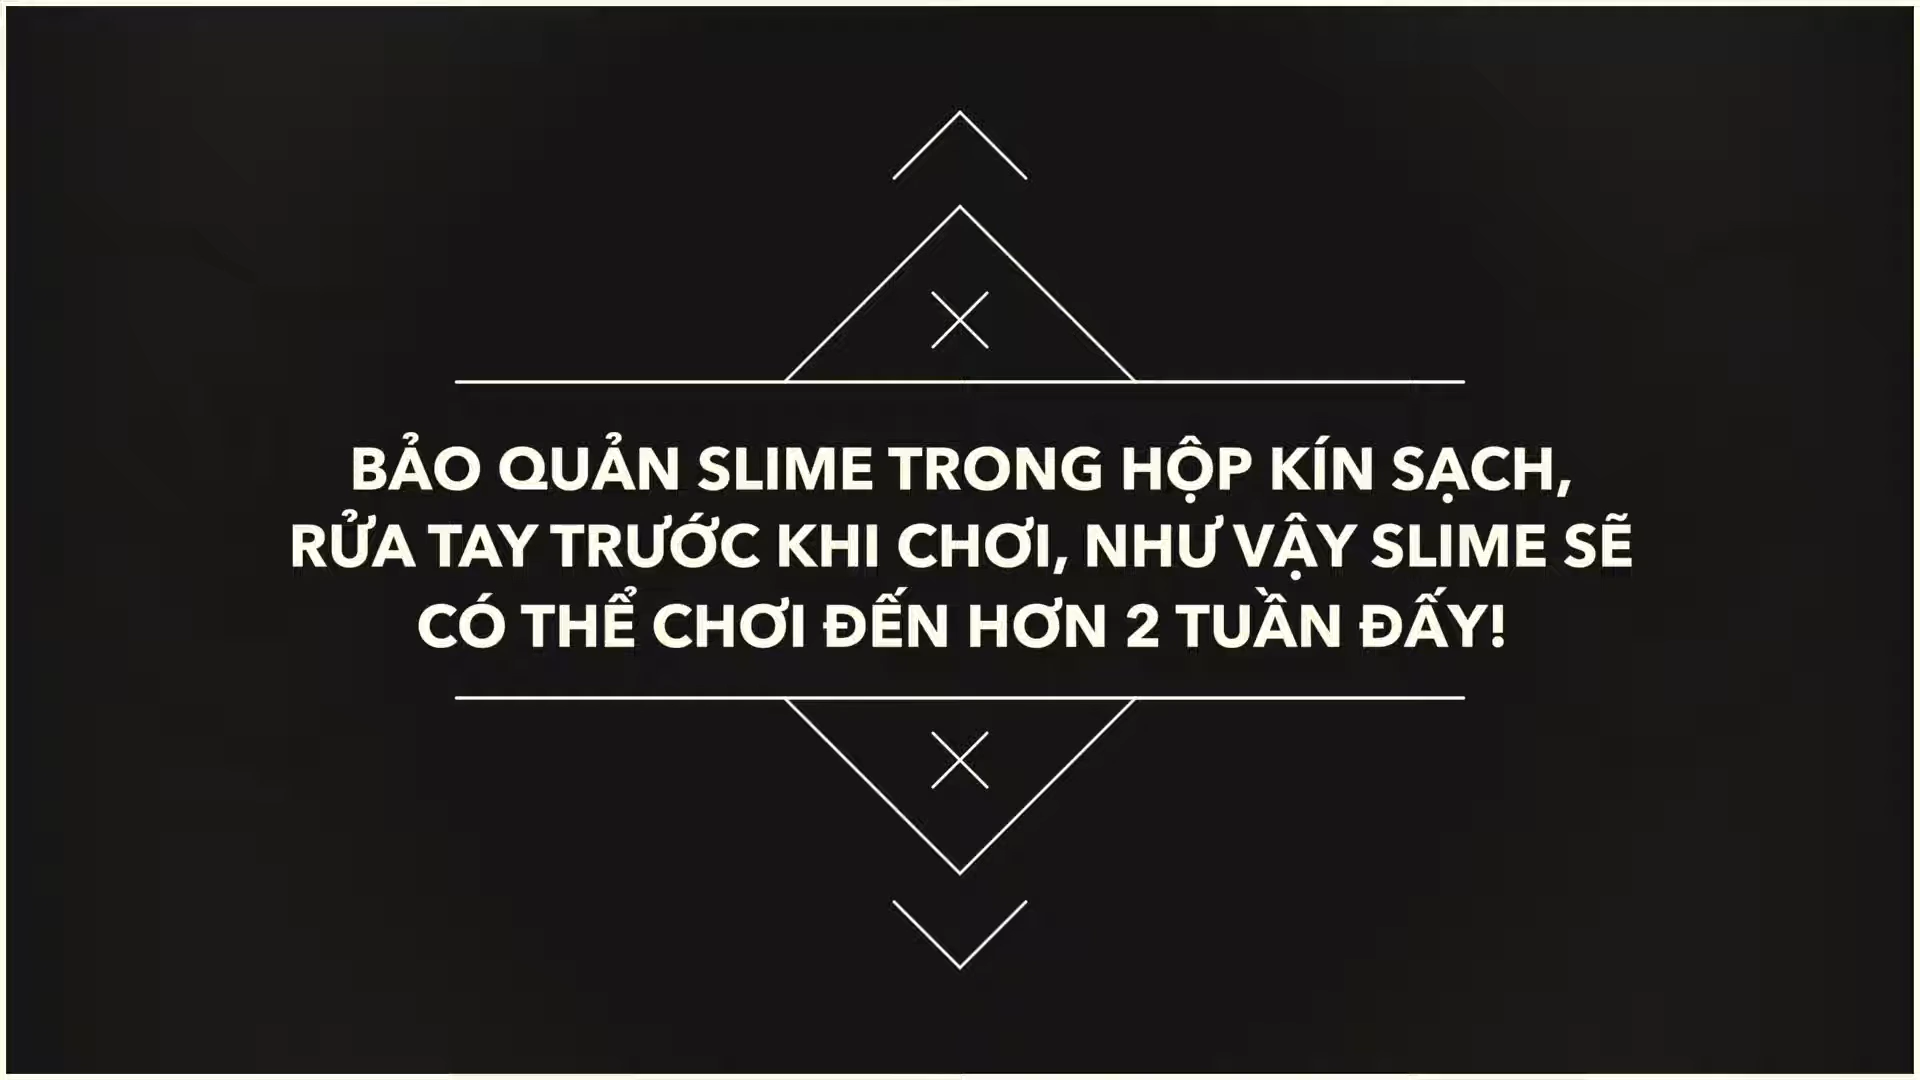 BẢO QUẢN SLIME TRONG HỘP KÍN SẠCH,
RỬA TAY TRƯỚC KHI CHƠI, NHƯ VẬY SLIME SẼ
CÓ THỂ CHƠI ĐẾN HƠN 2 TUẦN ĐẤY!